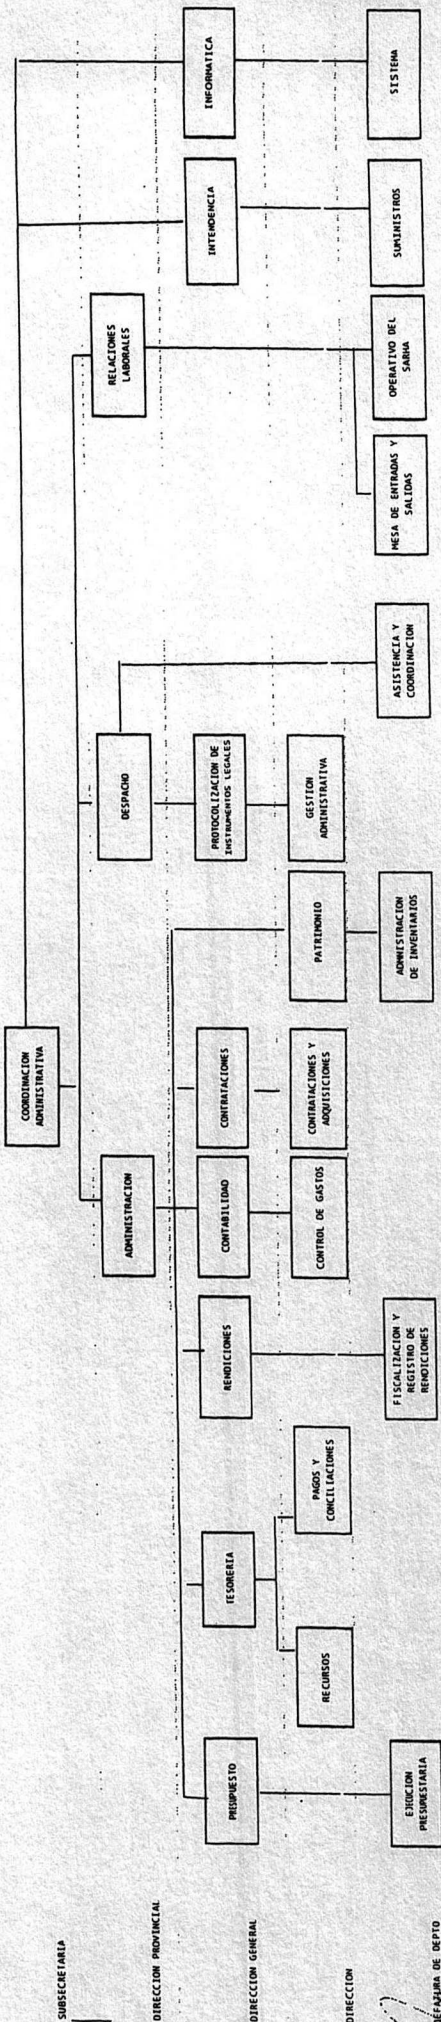 SUBSECRETARIA
COORDINACION
ADMINISTRATIVA
DIRECCION PROVINCIAL
ADMINISTRACION
DESPACHO
RELACIONES
LABORALES
DIRECCION GENERAL
PRESUPUESTO
TESORERIA
RENDICIONES
CONTABILIDAD
CONTRATACIONES
PROTOCOLIZACION DE
INSTRUMENTOS LEGALES
INTENDENCIA
INFORMATICA
DIRECCION
RECURSOS
PAGOS Y
CONCILIACIONES
CONTROL DE GASTOS
CONTRATACIONES Y
ADQUISICIONES
PATRIMONIO
GESTION
ADMINISTRATIVA
DE DEPTO
EJECUCION
PRESUPUESTARIA
FISCALIZACION Y
REGISTRO DE
RENDICIONES
ADMNISTRACION
DE INVENTARIOS
ASISTENCIA Y
COORDINACION
MESA DE ENTRADAS Y
SALIDAS
OPERATIVO DEL
SARHA
SUMINISTROS
SISTEMA